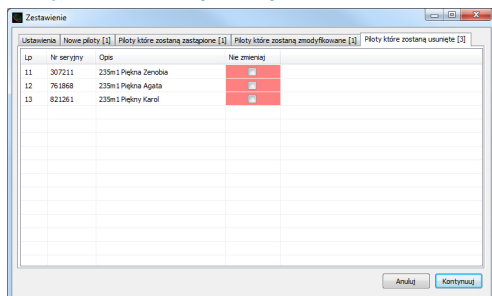 Zestawienie
Ustawienia Nowe piloty [1] Piloty które zostaną zastąpione [1] Piloty które zostaną zmodyfkowane [1] Piloty które zostaną usunięte [3]
Lp Nr seryjny Opis Nie zmieniaj
11 307211 235m1 Piękna Zenobia
12 761868 235m1 Piękna Agata
13 821261 235m1 Piękny Karol
Anuluj Kontynuuj